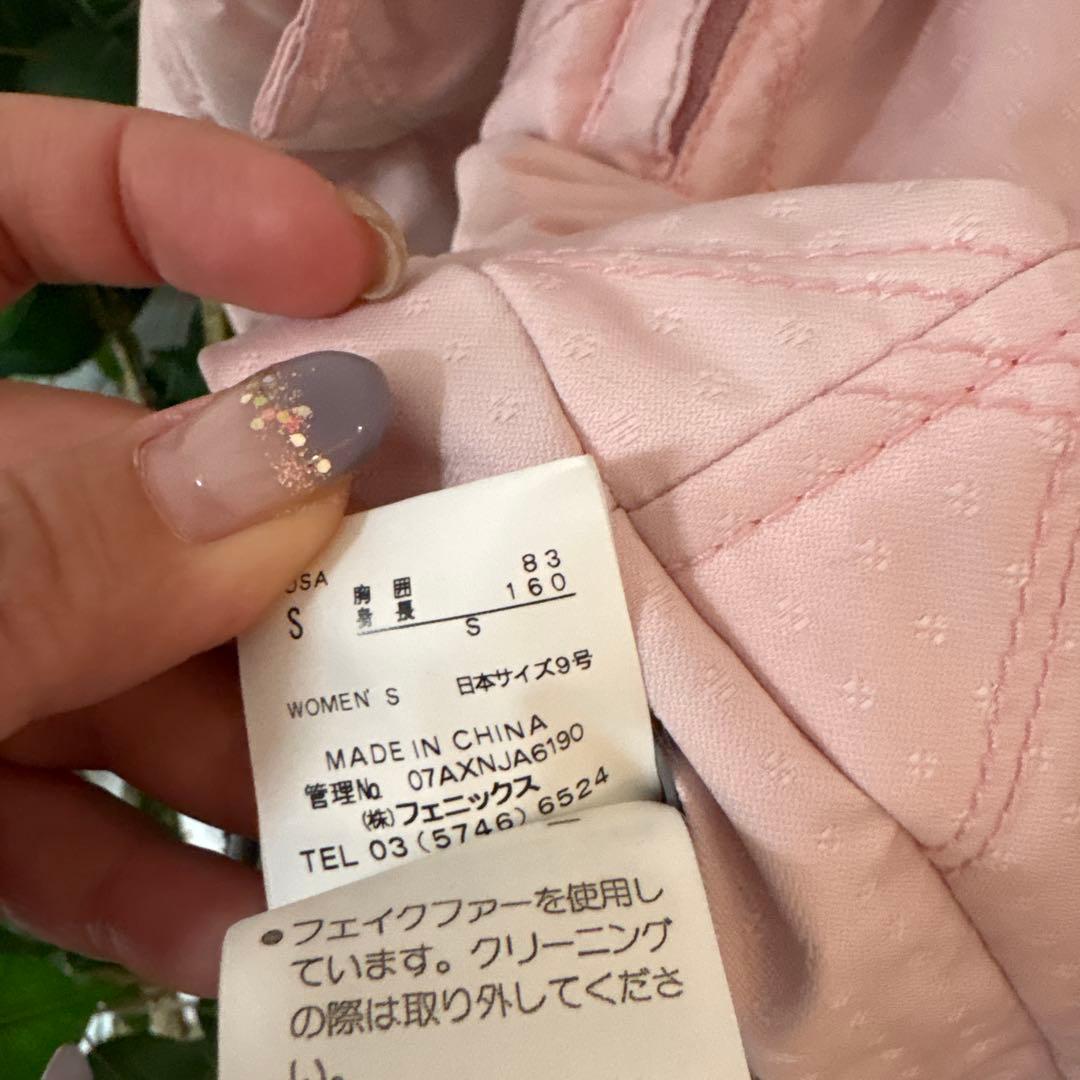 USA 胸囲 83
S 身長 160
S
WOMEN'S 日本サイズ9号
MADE IN CHINA
管理No. 07AXNJA6190
(株)フェニックス
TEL 03(5746)6524
●フェイクファーを使用し
ています。クリーニング
の際は取り外してくださ
い。